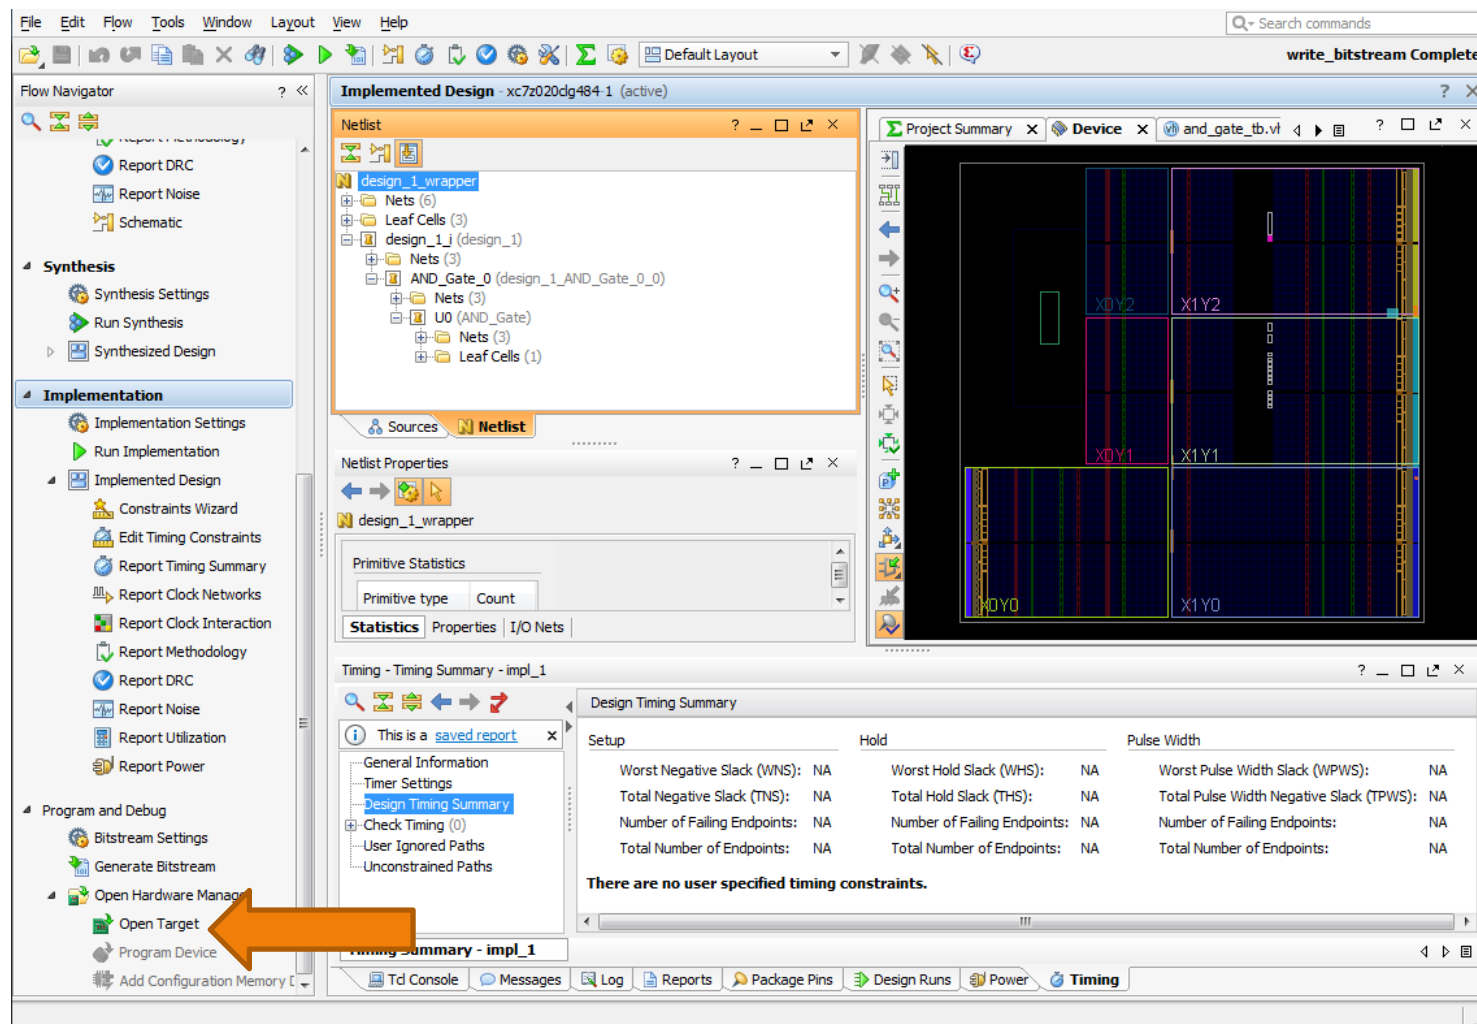 File Edit Flow Tools Window Layout View Help
Search commands
Default Layout
write_bitstream Complete
Flow Navigator ?
Report Methodology
Report DRC
Report Noise
Schematic
Synthesis
Synthesis Settings
Run Synthesis
Synthesized Design
Implementation
Implementation Settings
Run Implementation
Implemented Design
Constraints Wizard
Edit Timing Constraints
Report Timing Summary
Report Clock Networks
Report Clock Interaction
Report Methodology
Report DRC
Report Noise
Report Utilization
Report Power
Program and Debug
Bitstream Settings
Generate Bitstream
Open Hardware Manage
Open Target
Program Device
Add Configuration Memory D
Implemented Design - xc7z020clg484-1 (active) ?
Netlist ?
design_1_wrapper
Nets (6)
Leaf Cells (3)
design_1_i (design_1)
Nets (3)
AND_Gate_0 (design_1_AND_Gate_0_0)
Nets (3)
U0 (AND_Gate)
Nets (3)
Leaf Cells (1)
Sources Netlist
Netlist Properties ?
design_1_wrapper
Primitive Statistics
Primitive type Count
Statistics Properties I/O Nets
Project Summary Device and_gate_tb.vh ?
X0Y2 X1Y2
X0Y1 X1Y1
X0Y0 X1Y0
Timing - Timing Summary - impl_1 ?
This is a saved report
General Information
Timer Settings
Design Timing Summary
Check Timing (0)
User Ignored Paths
Unconstrained Paths
Design Timing Summary
Setup Hold Pulse Width
Worst Negative Slack (WNS): NA Worst Hold Slack (WHS): NA Worst Pulse Width Slack (WPWS): NA
Total Negative Slack (TNS): NA Total Hold Slack (THS): NA Total Pulse Width Negative Slack (TPWS): NA
Number of Failing Endpoints: NA Number of Failing Endpoints: NA Number of Failing Endpoints: NA
Total Number of Endpoints: NA Total Number of Endpoints: NA Total Number of Endpoints: NA
There are no user specified timing constraints.
Timing Summary - impl_1
Tcl Console Messages Log Reports Package Pins Design Runs Power Timing